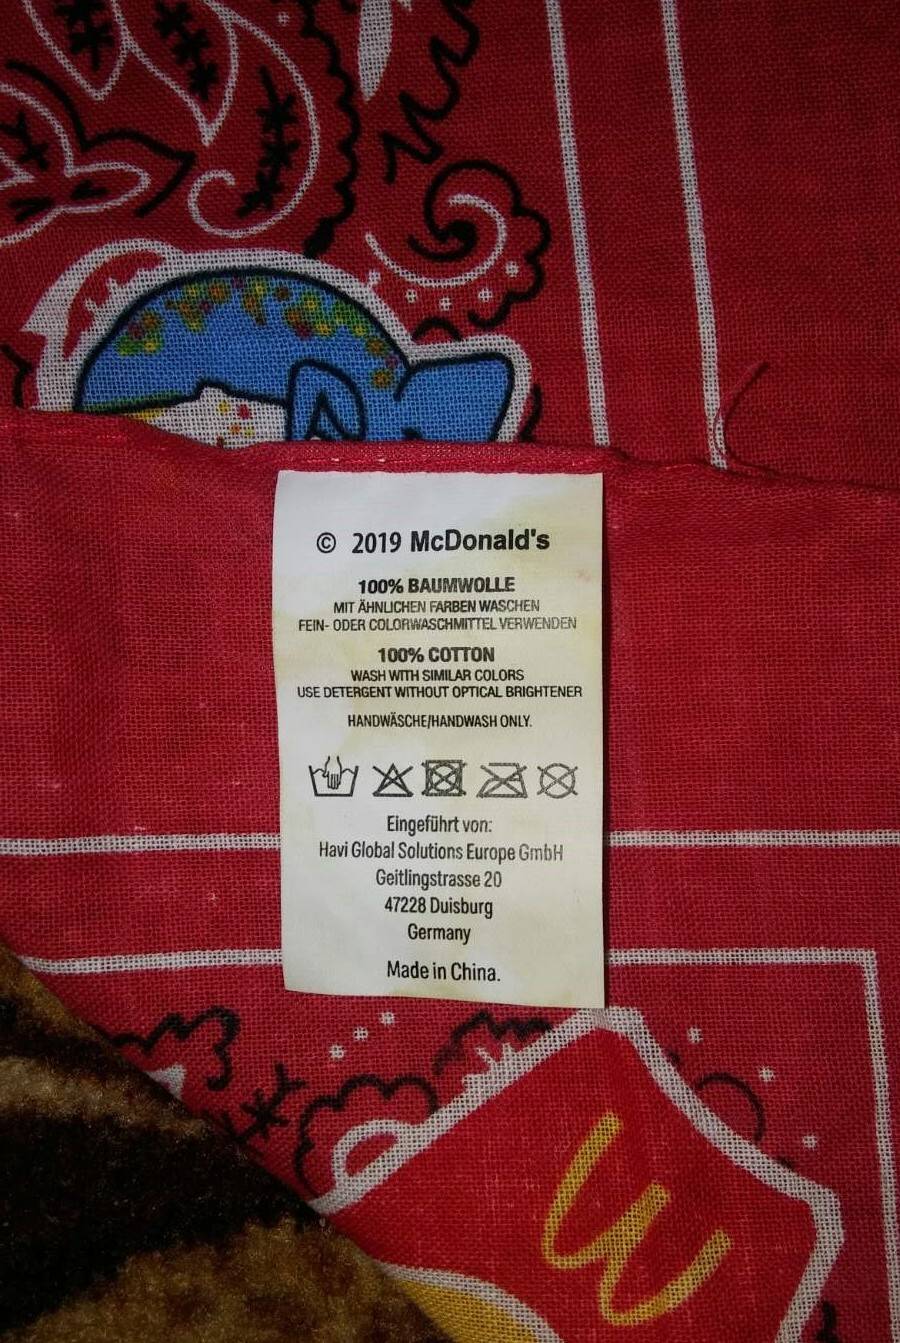 © 2019 McDonald's
100% BAUMWOLLE
MIT ÄHNLICHEN FARBEN WASCHEN
FEIN- ODER COLORWASCHMITTEL VERWENDEN
100% COTTON
WASH WITH SIMILAR COLORS
USE DETERGENT WITHOUT OPTICAL BRIGHTENER
HANDWÄSCHE/HANDWASH ONLY.
Eingeführt von:
Havi Global Solutions Europe GmbH
Geitlingstrasse 20
47228 Duisburg
Germany
Made in China.